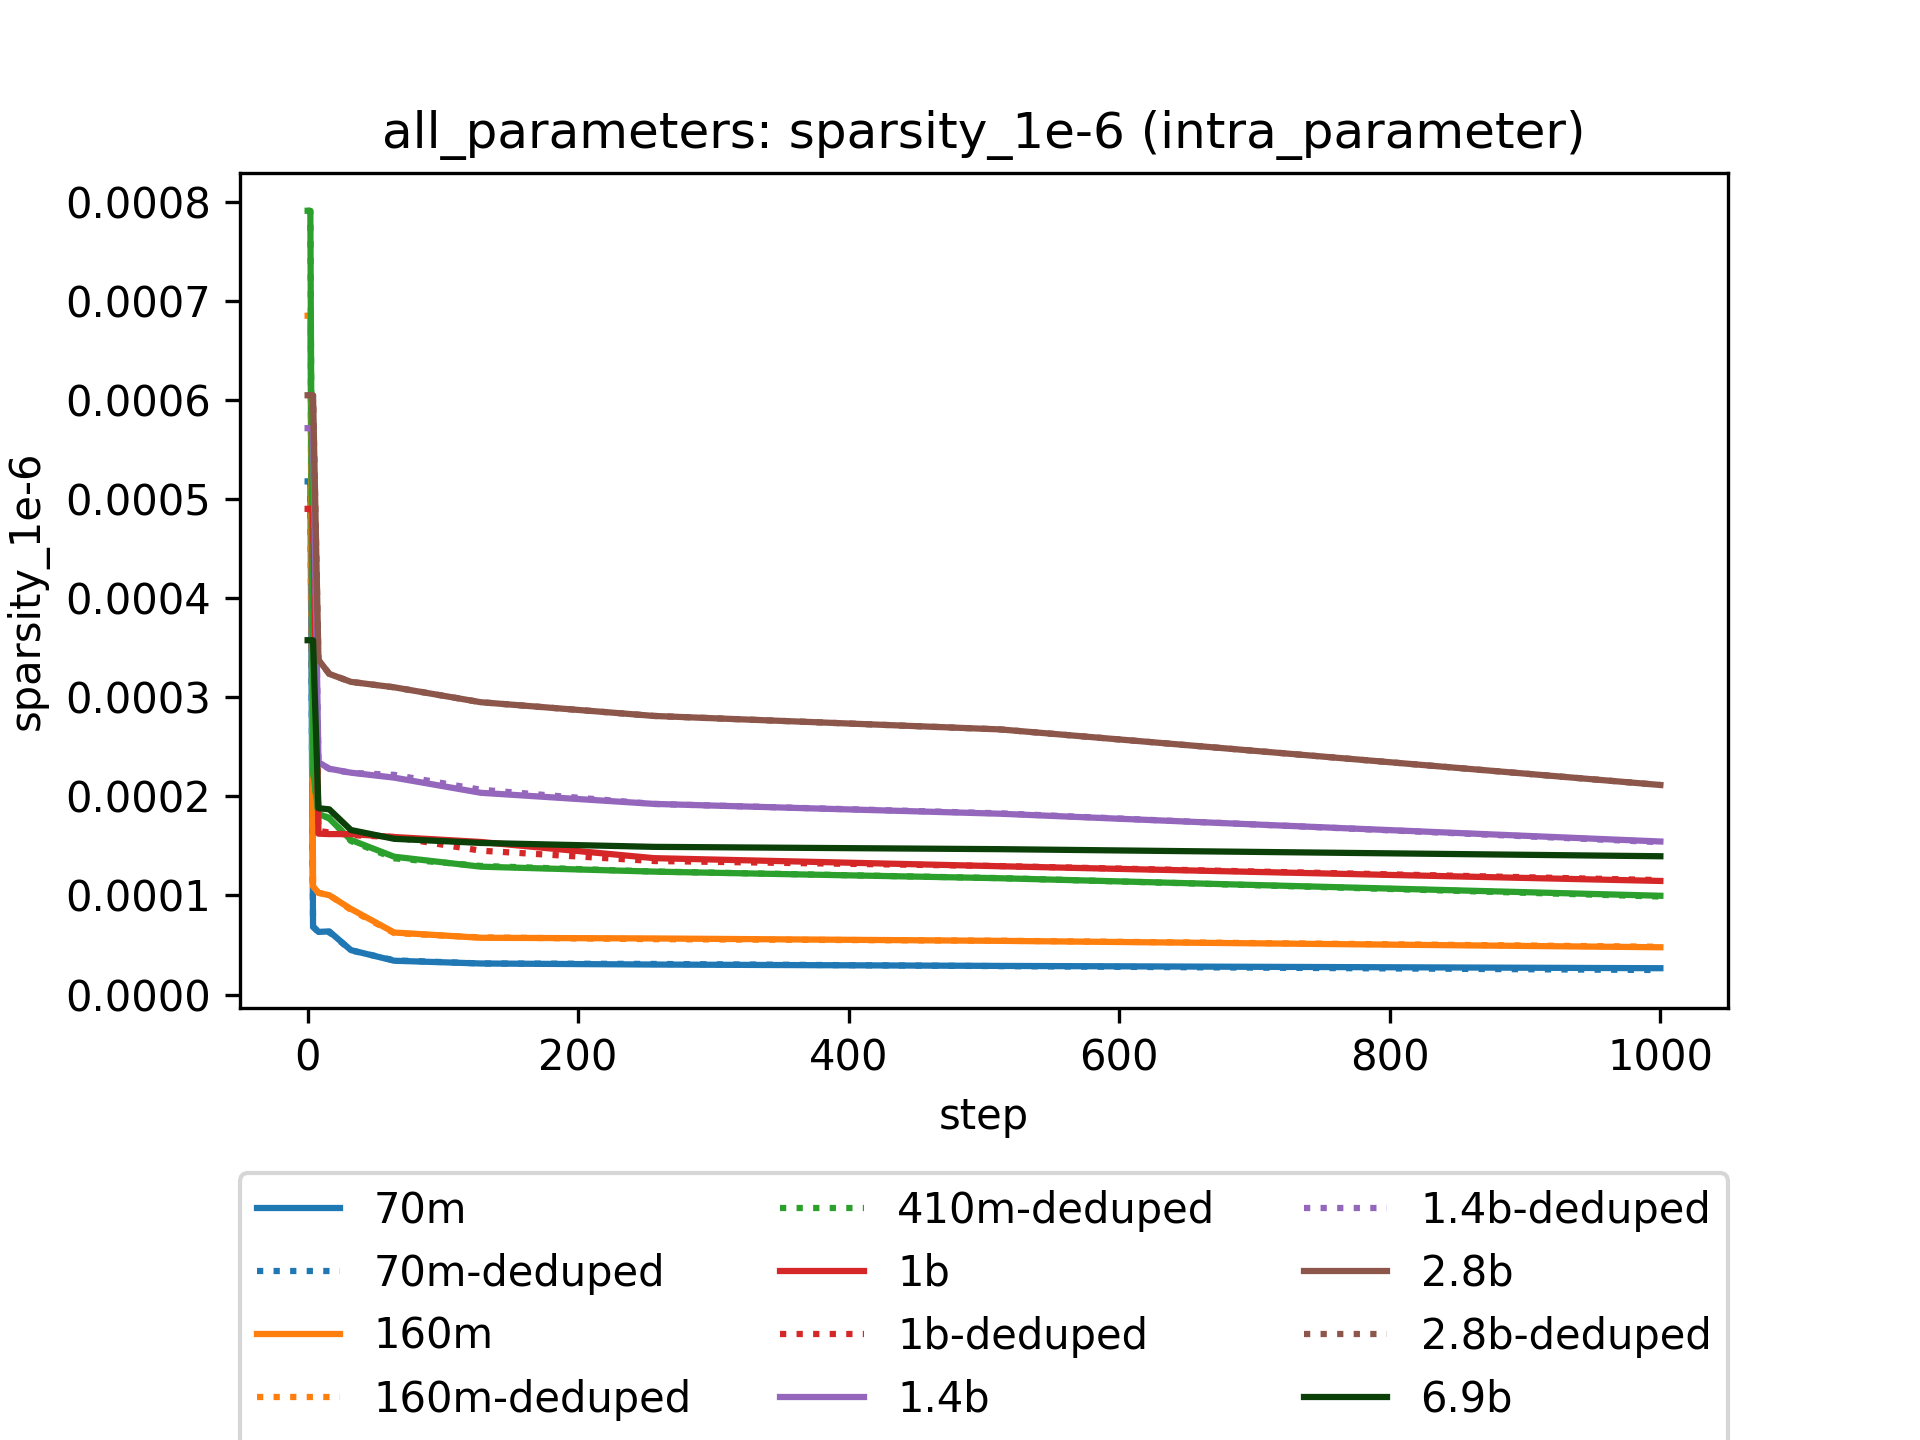 all_parameters: sparsity_1e-6 (intra_parameter)
sparsity_1e-6
0.0008
0.0007
0.0006
0.0005
0.0004
0.0003
0.0002
0.0001
0.0000
0 200 400 600 800 1000
step
70m
70m-deduped
160m
160m-deduped
410m-deduped
1b
1b-deduped
1.4b
1.4b-deduped
2.8b
2.8b-deduped
6.9b